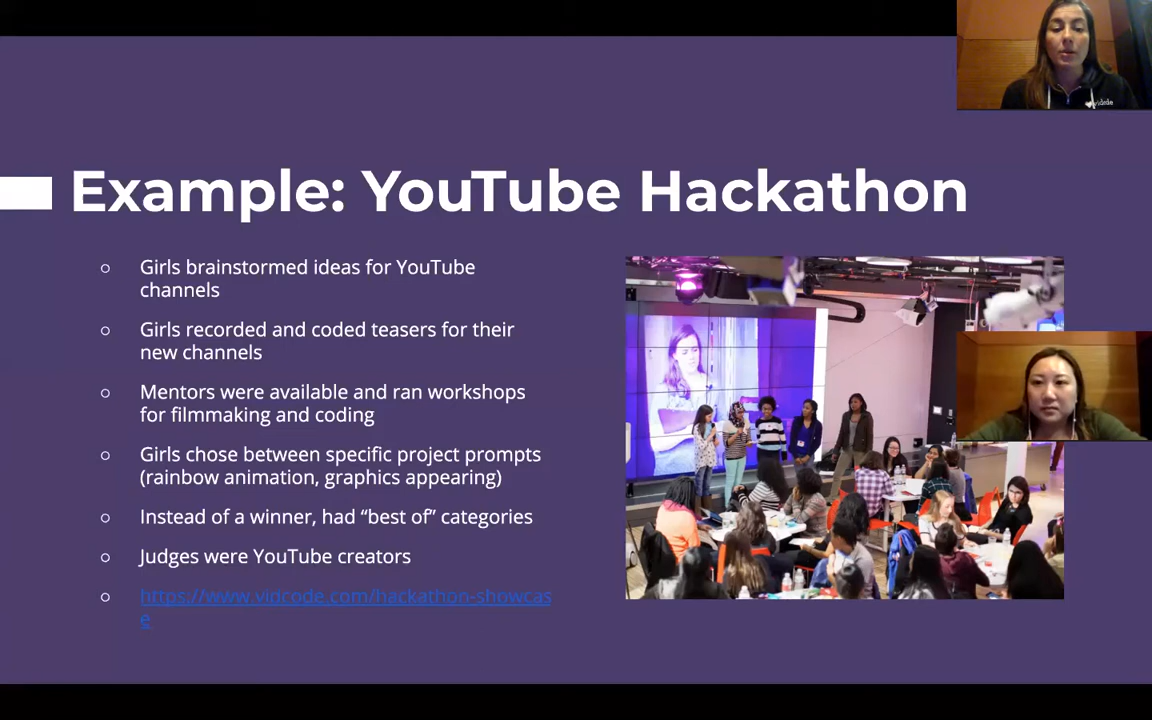 vidcode
Example: YouTube Hackathon
Girls brainstormed ideas for YouTube
channels
Girls recorded and coded teasers for their
new channels
Mentors were available and ran workshops
for filmmaking and coding
Girls chose between specific project prompts
(rainbow animation, graphics appearing)
Instead of a winner, had “best of” categories
Judges were YouTube creators
https://www.vidcode.com/hackathon-showcas
e